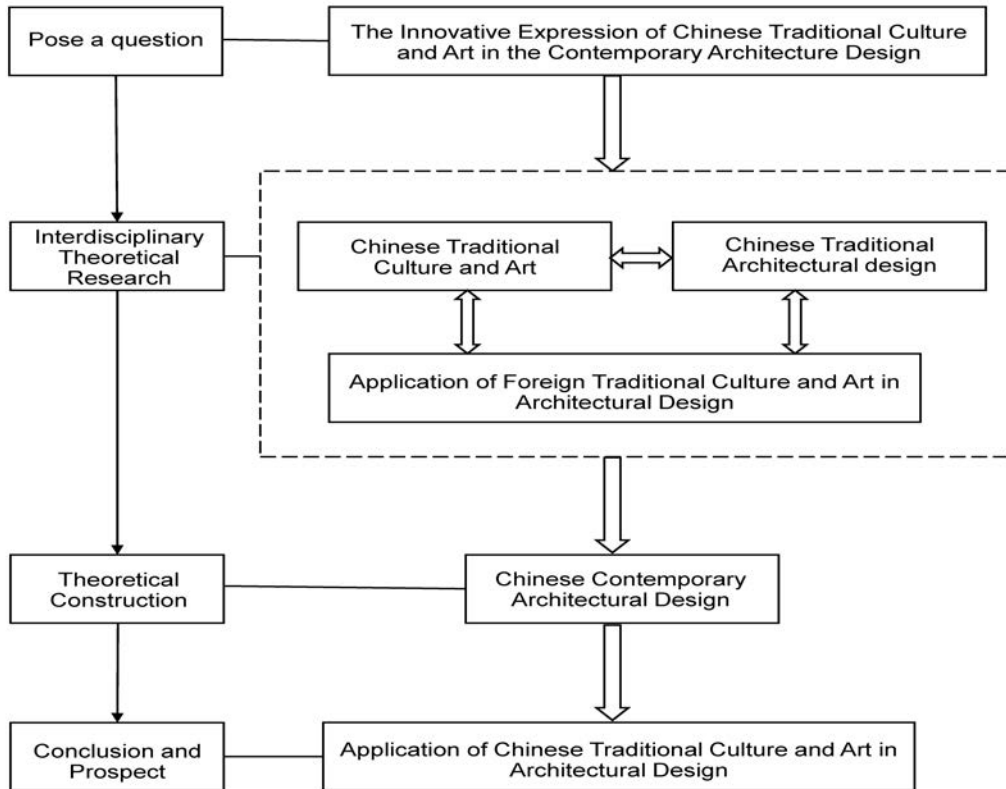 Pose a question
The Innovative Expression of Chinese Traditional Culture
and Art in the Contemporary Architecture Design
Interdisciplinary
Theoretical
Research
Chinese Traditional
Culture and Art
Chinese Traditional
Architectural design
Application of Foreign Traditional Culture and Art in
Architectural Design
Theoretical
Construction
Chinese Contemporary
Architectural Design
Conclusion and
Prospect
Application of Chinese Traditional Culture and Art in
Architectural Design